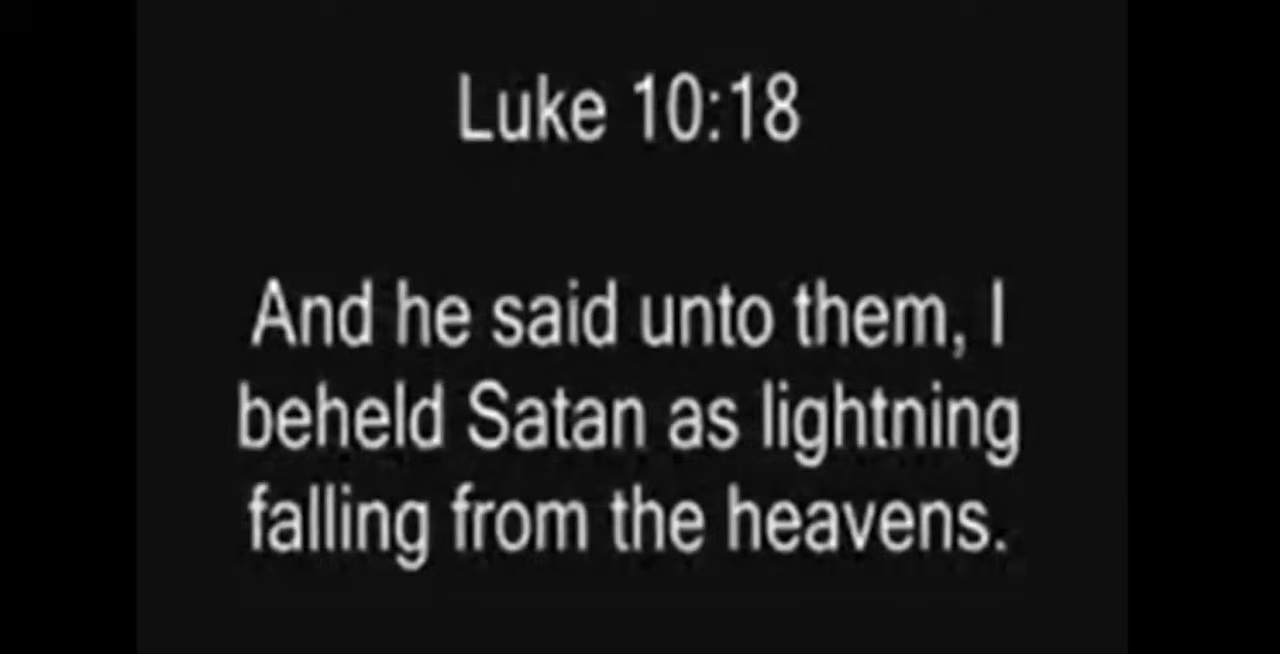 Luke 10:18
And he said unto them, I
beheld Satan as lightning
falling from the heavens.